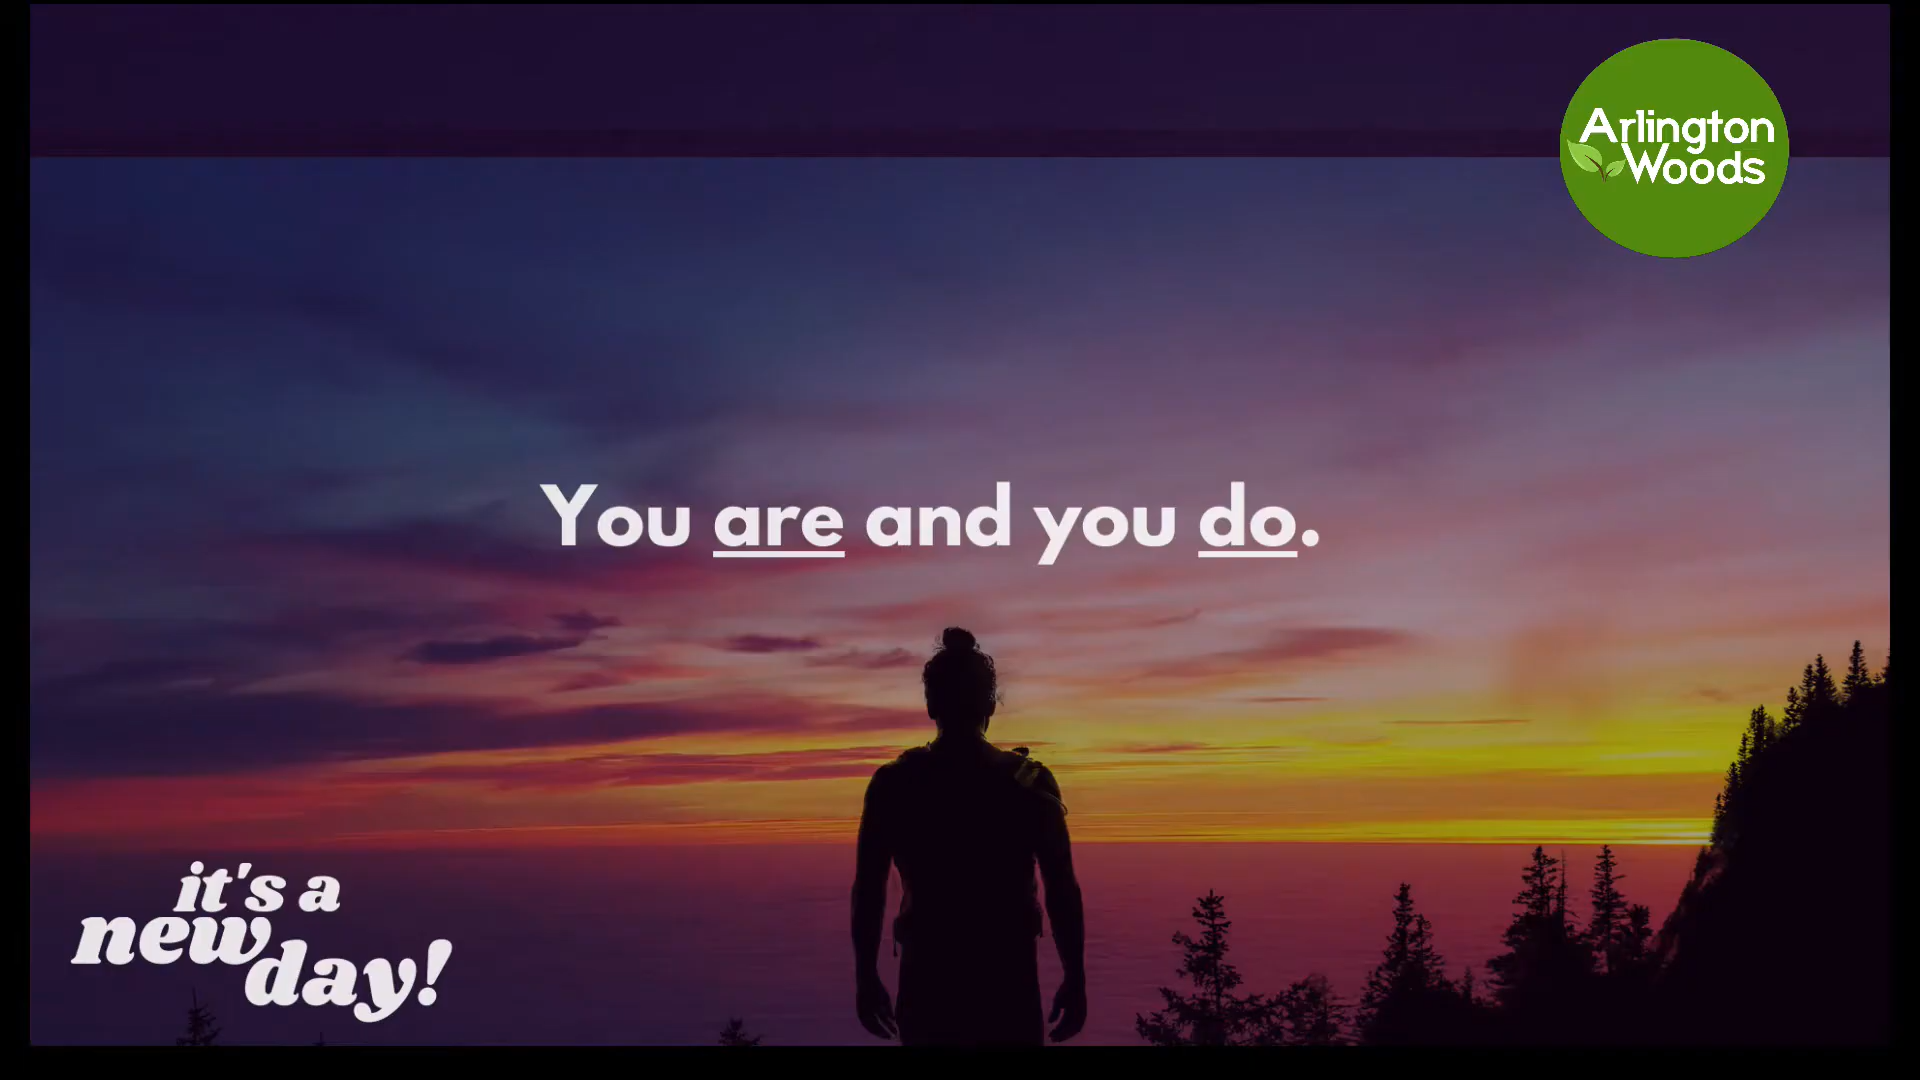 Arlington
Woods
You are and you do.
it's a
new
day!